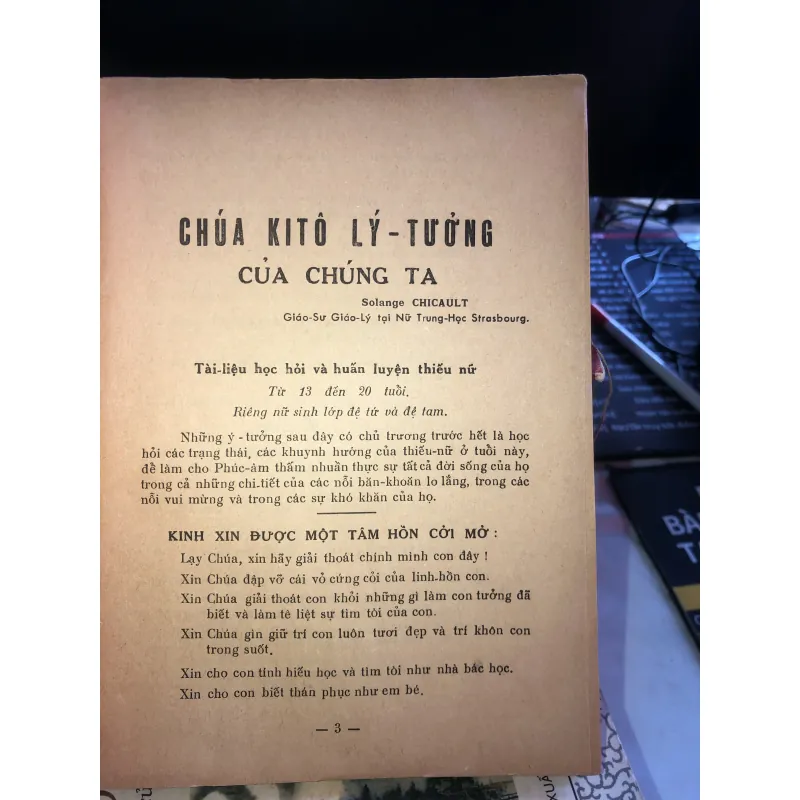 CHÚA KITÔ LÝ-TƯỞNG
CỦA CHÚNG TA
Solange CHICAULT
Giáo-Sư Giáo-Lý tại Nữ Trung-Học Strasbourg.
Tài-liệu học hỏi và huấn luyện thiếu nữ
Từ 13 đến 20 tuổi.
Riêng nữ sinh lớp đệ tứ và đệ tam.
Những ý-tưởng sau đây có chủ trương trước hết là học
hỏi các trạng thái, các khuynh hướng của thiếu-nữ ở tuổi này,
để làm cho Phúc-âm thấm nhuần thực sự tất cả đời sống của họ
trong cả những chi.tiết của các nỗi băn-khoăn lo lắng, trong các
nỗi vui mừng và trong các sự khó khăn của họ.
KINH XIN ĐƯỢC MỘT TÂM HỒN CỞI MỞ :
Lạy Chúa, xin hãy giải thoát chính mình con đây !
Xin Chúa đập vỡ cái vỏ cứng cỏi của linh-hồn con.
Xin Chúa giải thoát con khỏi những gì làm con tưởng đã
biết và làm tê liệt sự tìm tòi của con.
Xin Chúa gìn giữ trí con luôn tươi đẹp và trí khôn con
trong suốt.
Xin cho con tính hiếu học và tìm tòi như nhà bác học.
Xin cho con biết thán phục như em bé.
— 3 —
BÀ
T
XUÂ